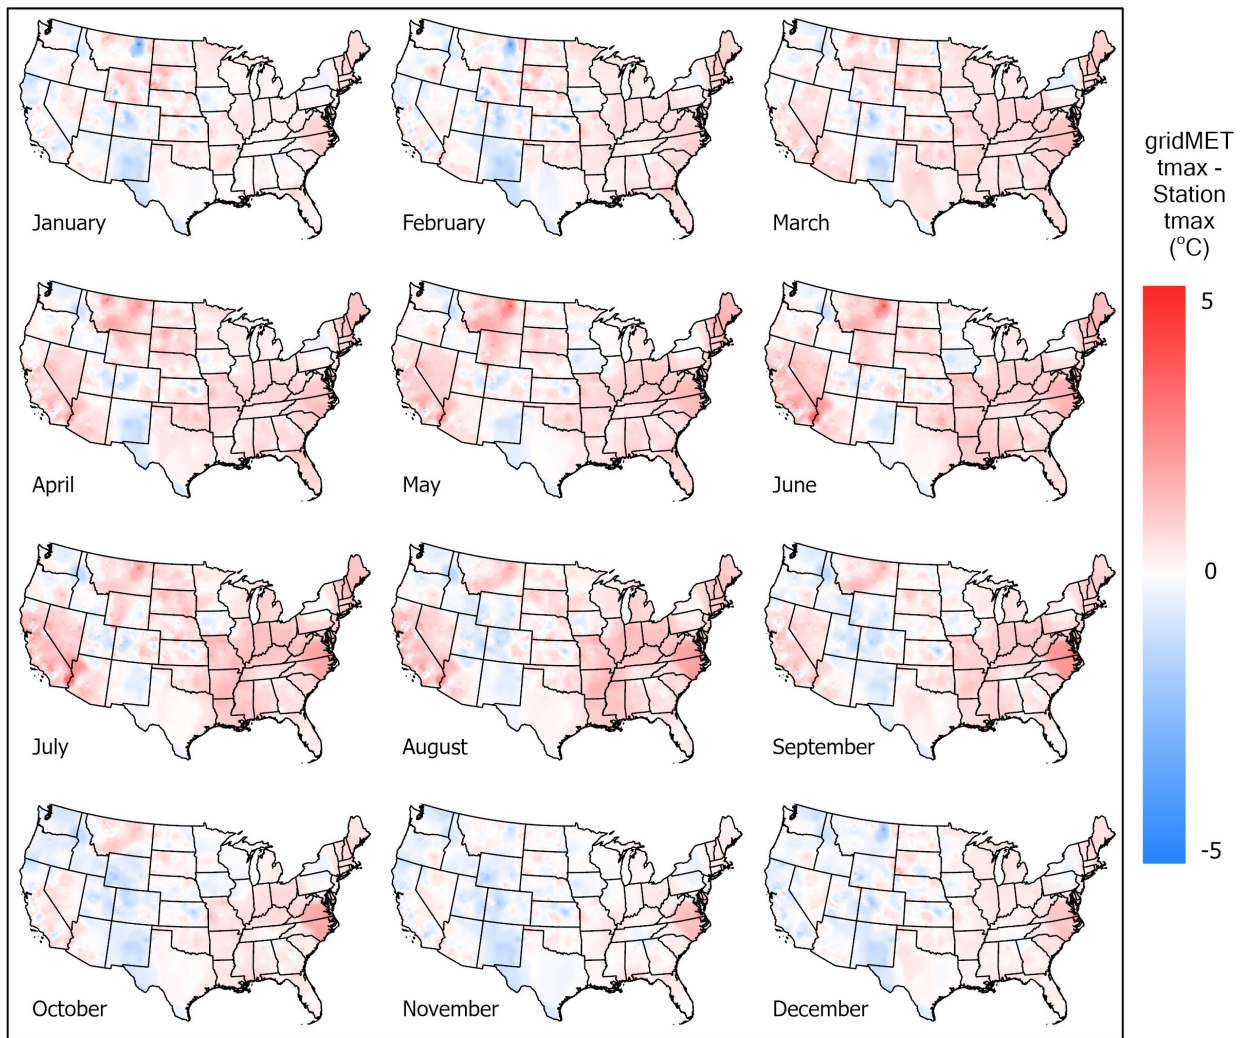 January
February
March
April
May
June
July
August
September
October
November
December
gridMET
tmax -
Station
tmax
(°C)
5
0
-5